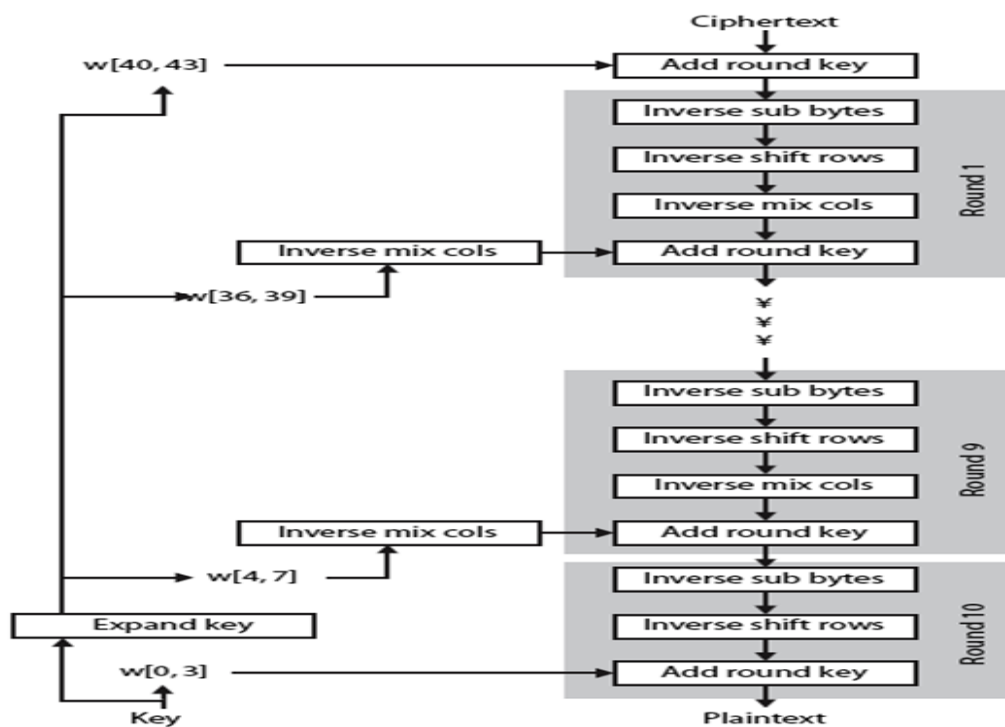 Ciphertext
w[40, 43]
Add round key
Inverse sub bytes
Inverse shift rows
Inverse mix cols
Round 1
Inverse mix cols
Add round key
w[36, 39]
¥
¥
¥
Inverse sub bytes
Inverse shift rows
Inverse mix cols
Round 9
Inverse mix cols
Add round key
w[4, 7]
Inverse sub bytes
Expand key
Inverse shift rows
Round 10
w[0, 3]
Add round key
Key
Plaintext